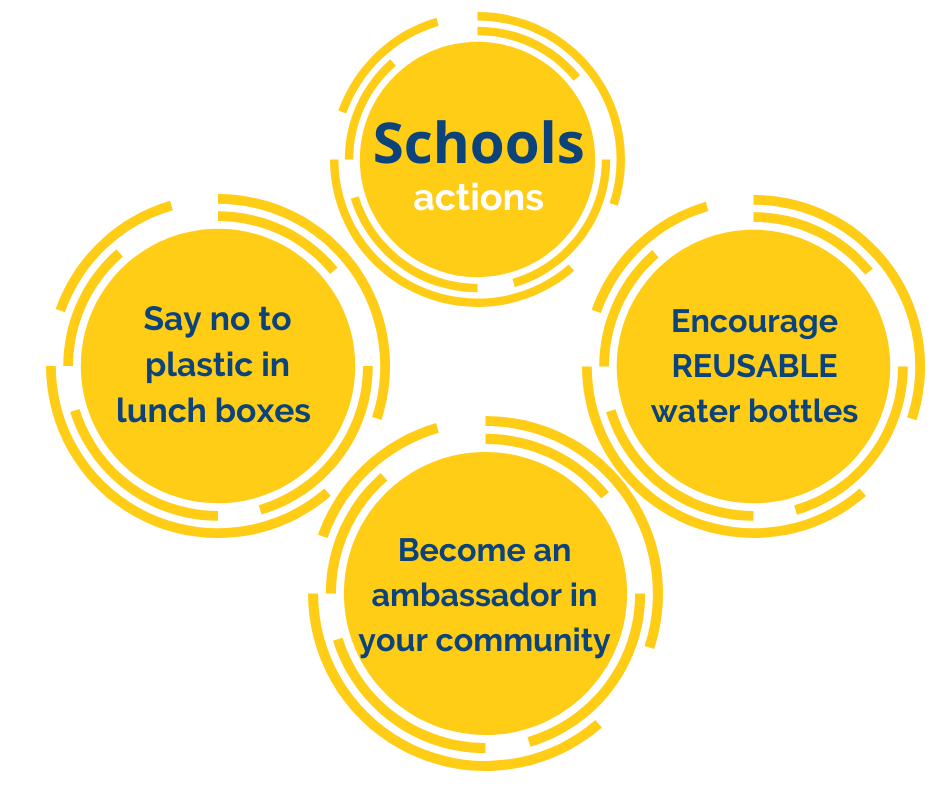 Schools
actions
Say no to
plastic in
lunch boxes
Encourage
REUSABLE
water bottles
Become an
ambassador in
your community